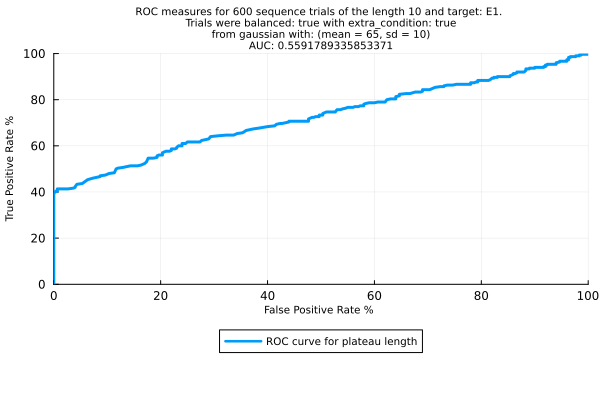 ROC measures for 600 sequence trials of the length 10 and target: E1.
Trials were balanced: true with extra_condition: true
from gaussian with: (mean = 65, sd = 10)
AUC: 0.5591789335853371
100
80
60
40
20
0
True Positive Rate %
0 20 40 60 80 100
False Positive Rate %
ROC curve for plateau length